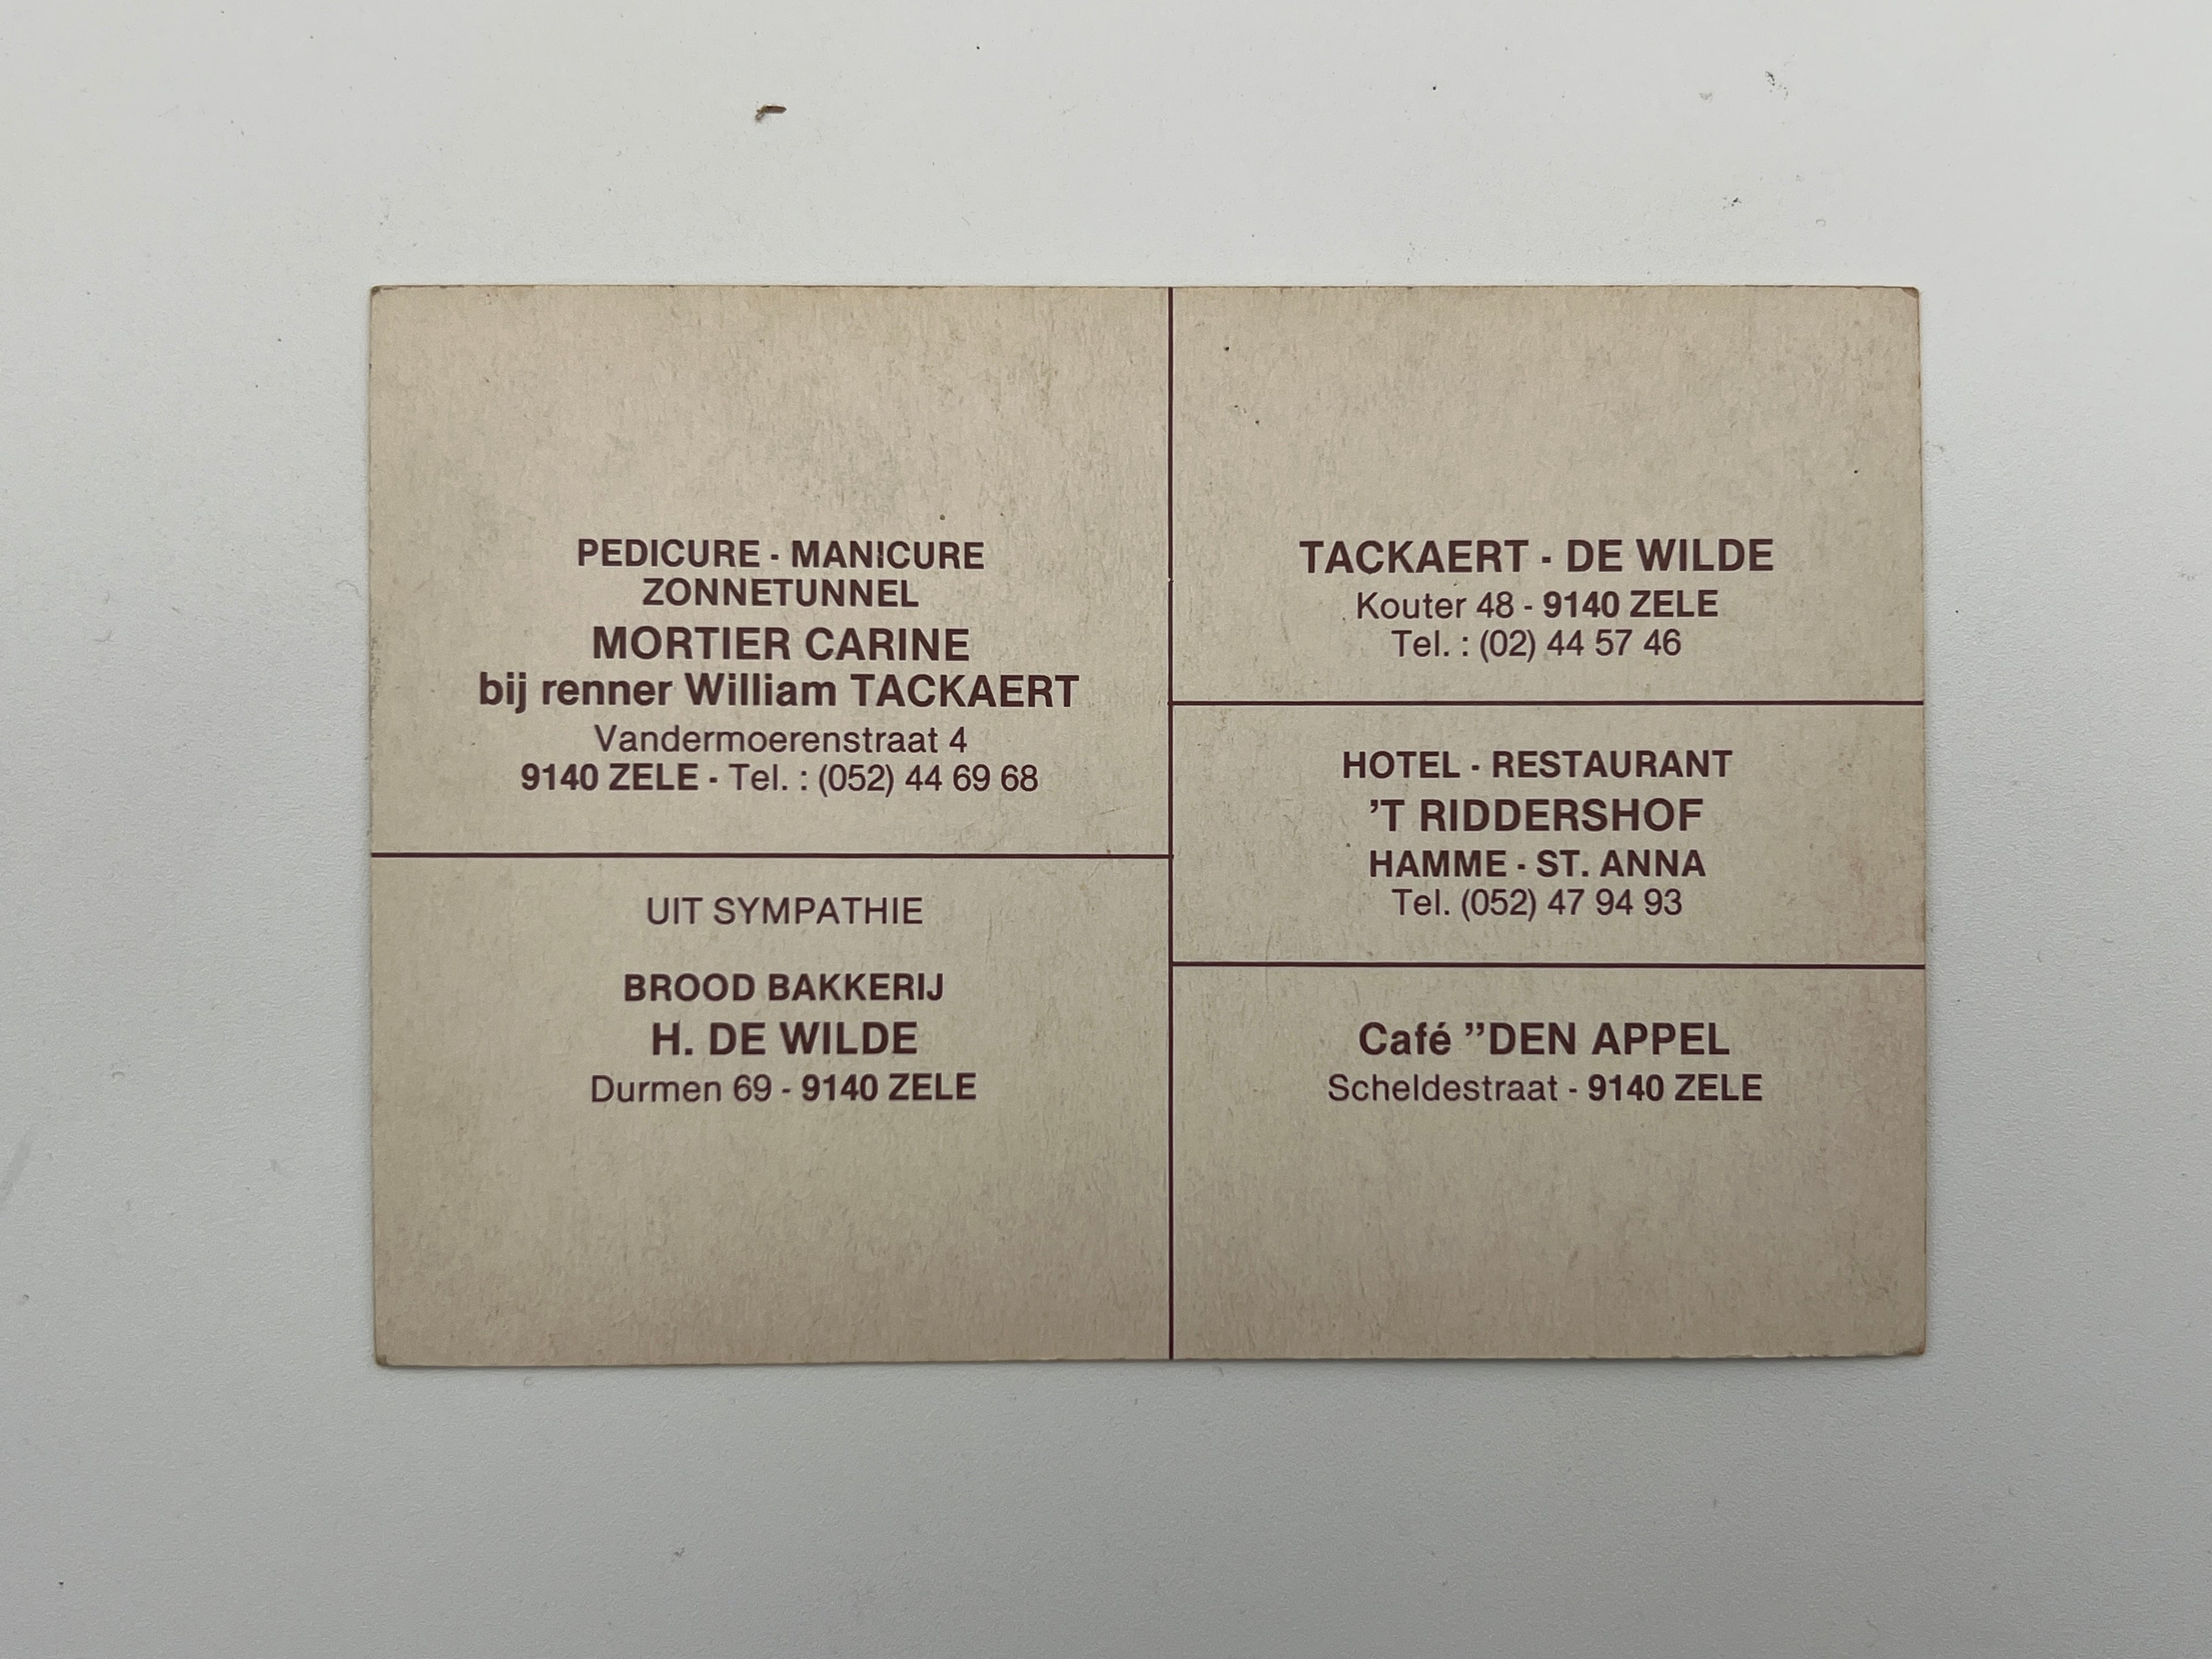 PEDICURE - MANICURE
ZONNETUNNEL
MORTIER CARINE
bij renner William TACKAERT
Vandermoerenstraat 4
9140 ZELE - Tel. : (052) 44 69 68
UIT SYMPATHIE
BROOD BAKKERIJ
H. DE WILDE
Durmen 69 - 9140 ZELE
TACKAERT - DE WILDE
Kouter 48 - 9140 ZELE
Tel. : (02) 44 57 46
HOTEL - RESTAURANT
’T RIDDERSHOF
HAMME - ST. ANNA
Tel. (052) 47 94 93
Café ”DEN APPEL
Scheldestraat - 9140 ZELE